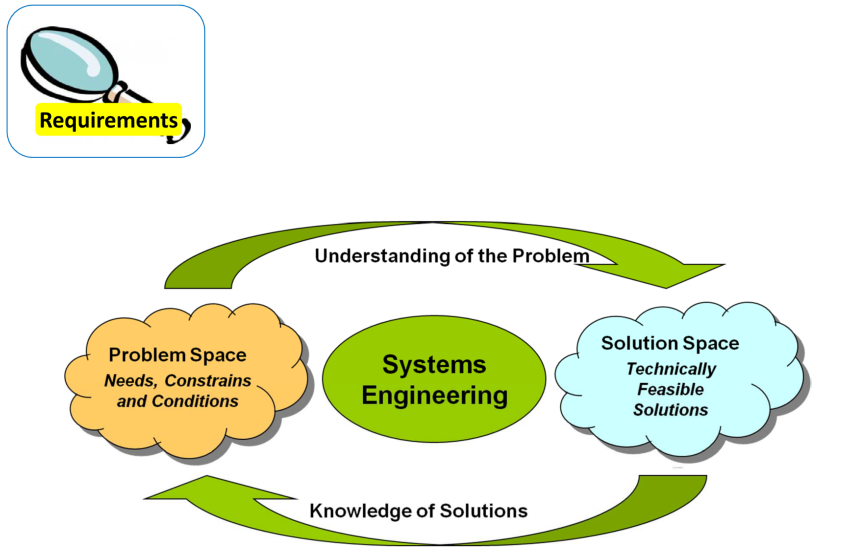 Requirements
Understanding of the Problem
Problem Space
Needs, Constrains
and Conditions
Systems
Engineering
Solution Space
Technically
Feasible
Solutions
Knowledge of Solutions